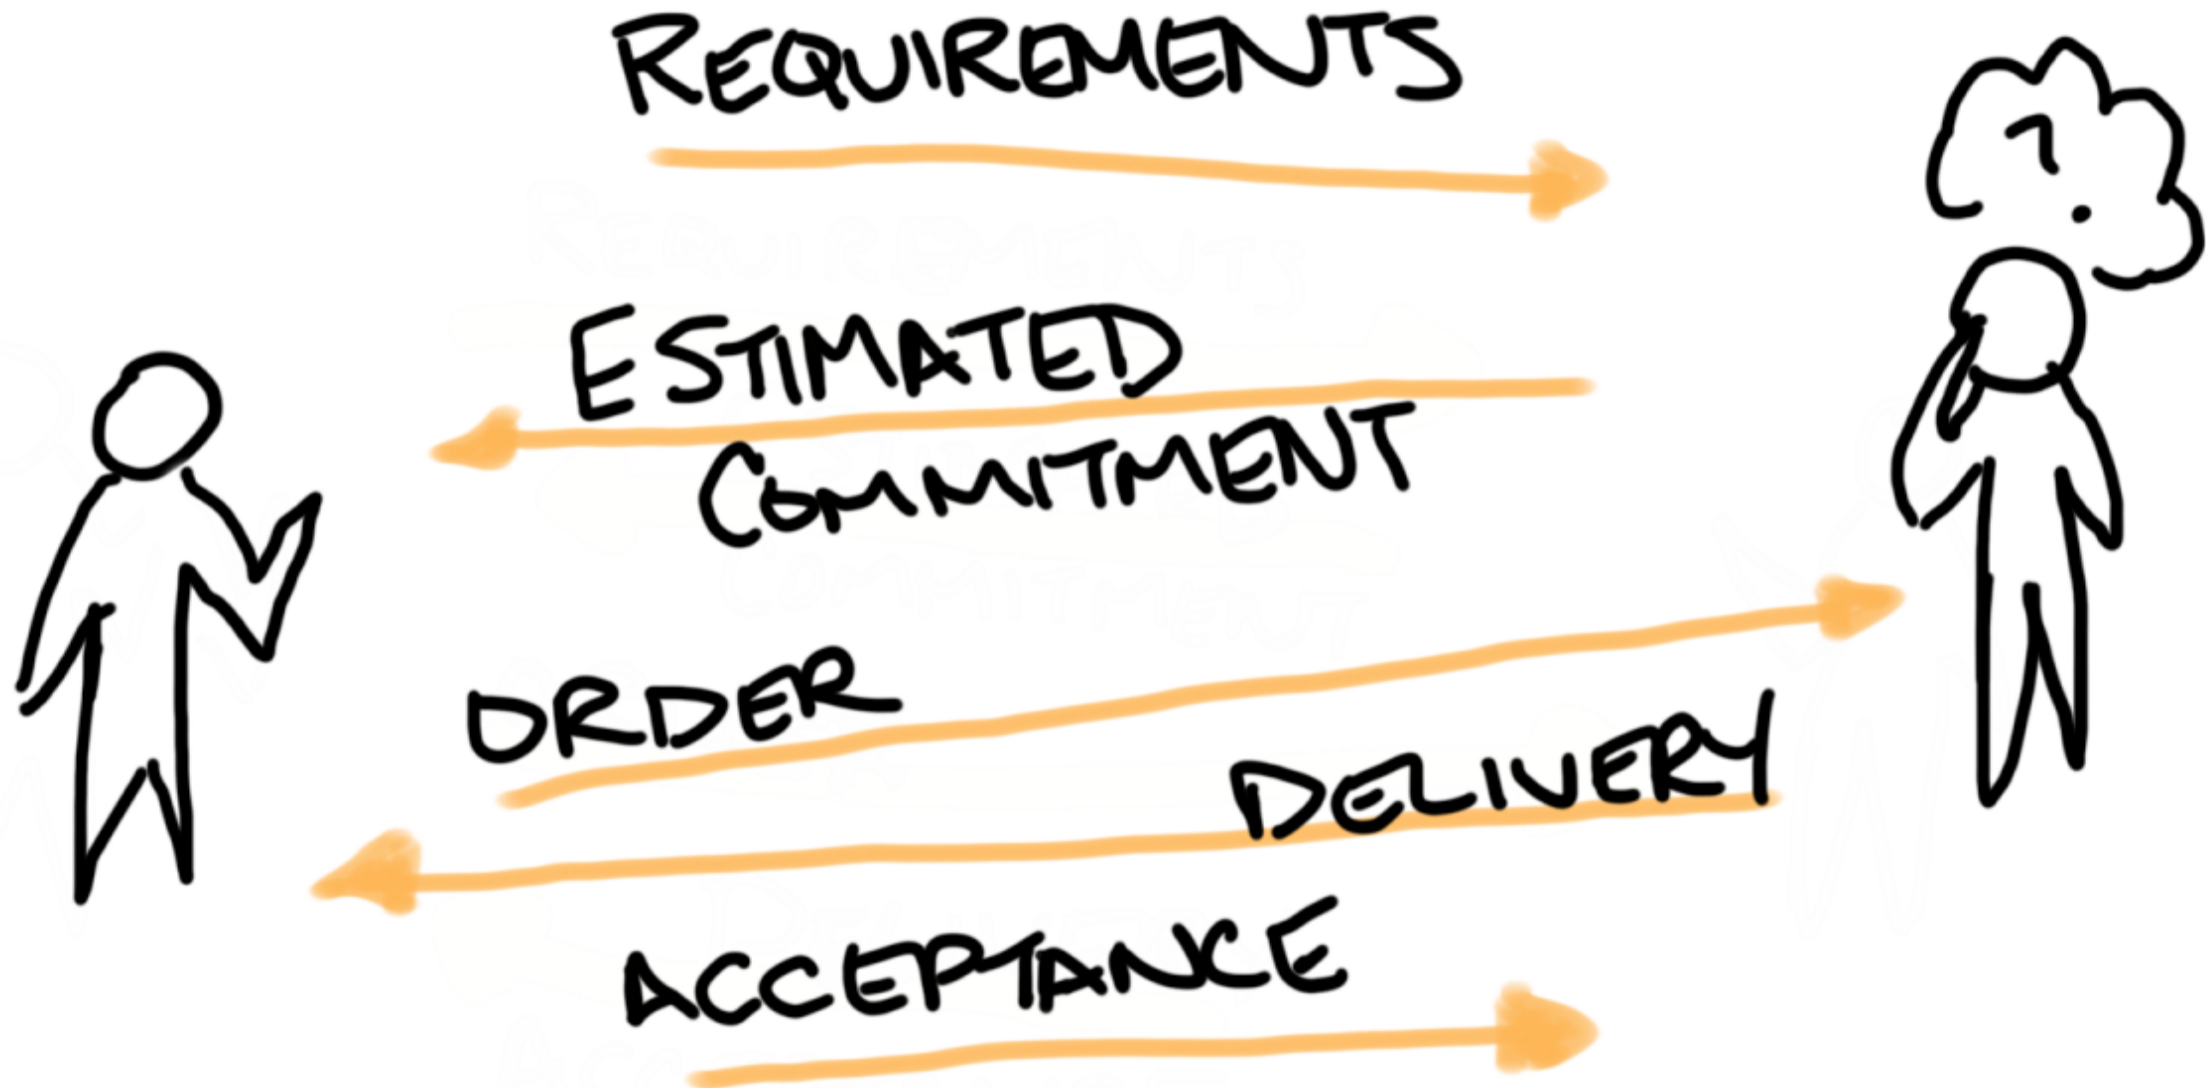 REQUIREMENTS
?
ESTIMATED
COMMITMENT
ORDER
DELIVERY
ACCEPTANCE